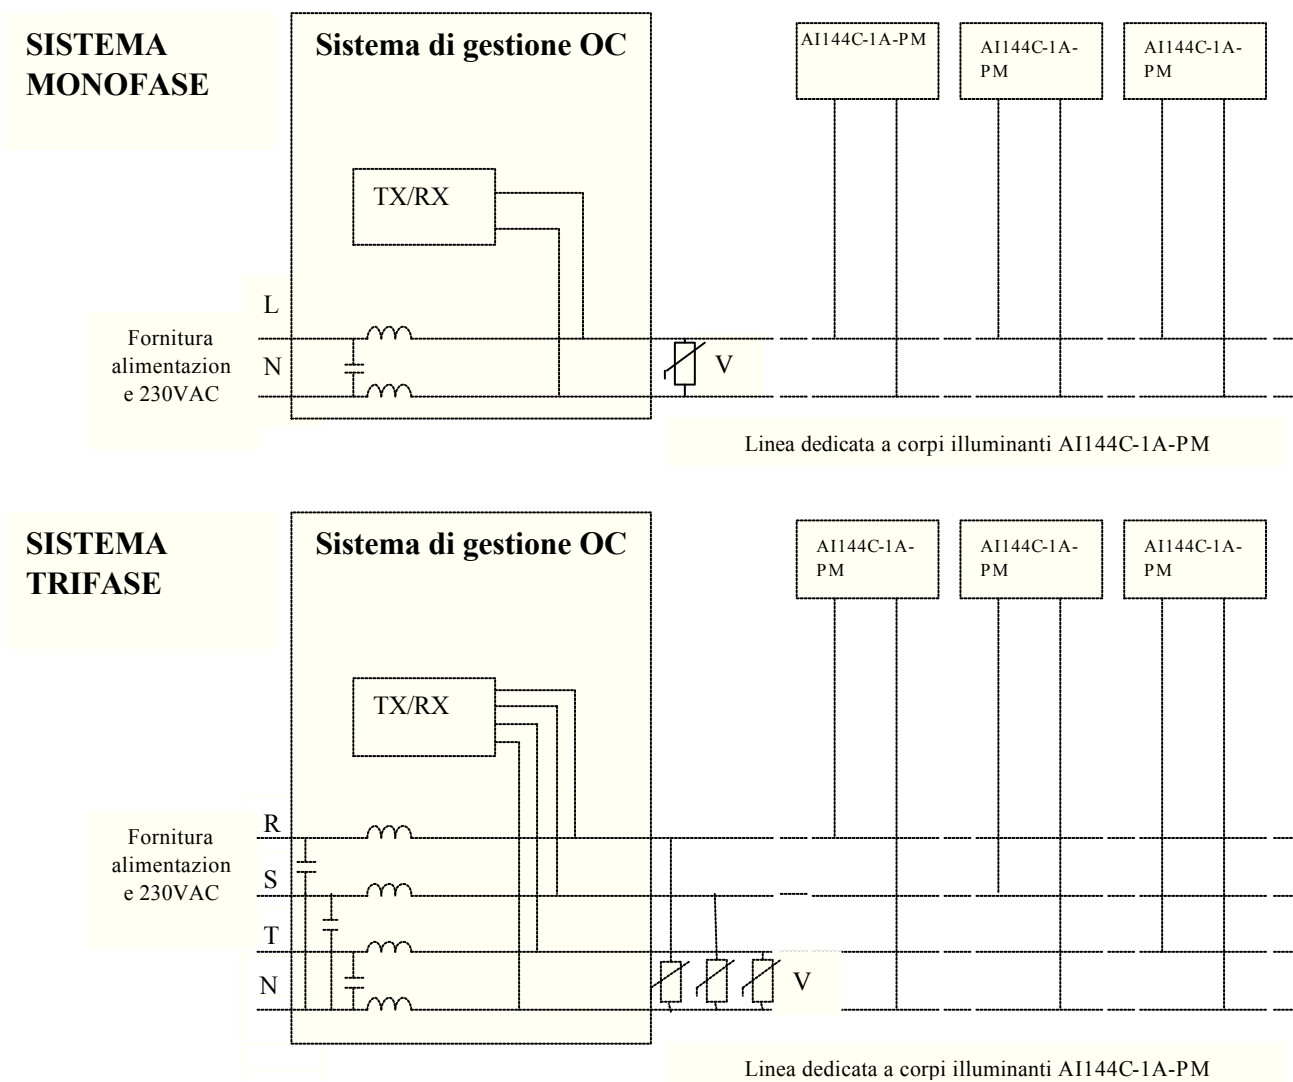 SISTEMA
MONOFASE
Sistema di gestione OC
AI144C-1A-PM
AI144C-1A-
PM
AI144C-1A-
PM
TX/RX
L
Fornitura
alimentazion
e 230VAC
N
V
Linea dedicata a corpi illuminanti AI144C-1A-PM
SISTEMA
TRIFASE
Sistema di gestione OC
AI144C-1A-
PM
AI144C-1A-
PM
AI144C-1A-
PM
TX/RX
R
Fornitura
alimentazion
e 230VAC
S
T
N
V
Linea dedicata a corpi illuminanti AI144C-1A-PM